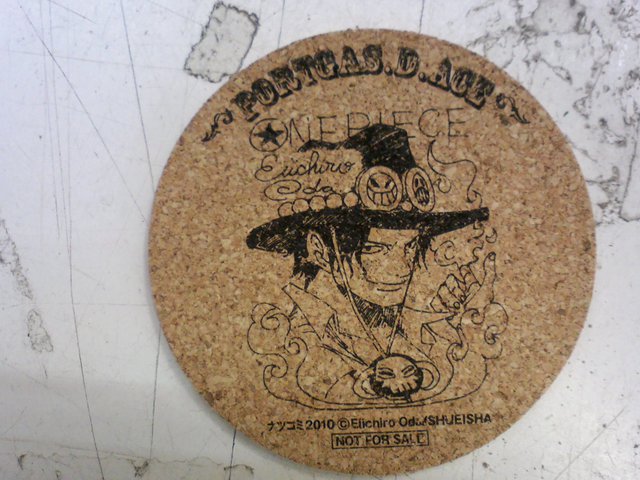 PORTGAS.D.ACE
ONE PIECE
Eiichiro
Oda
ナツコミ2010 ©Eiichiro Oda/SHUEISHA
NOT FOR SALE